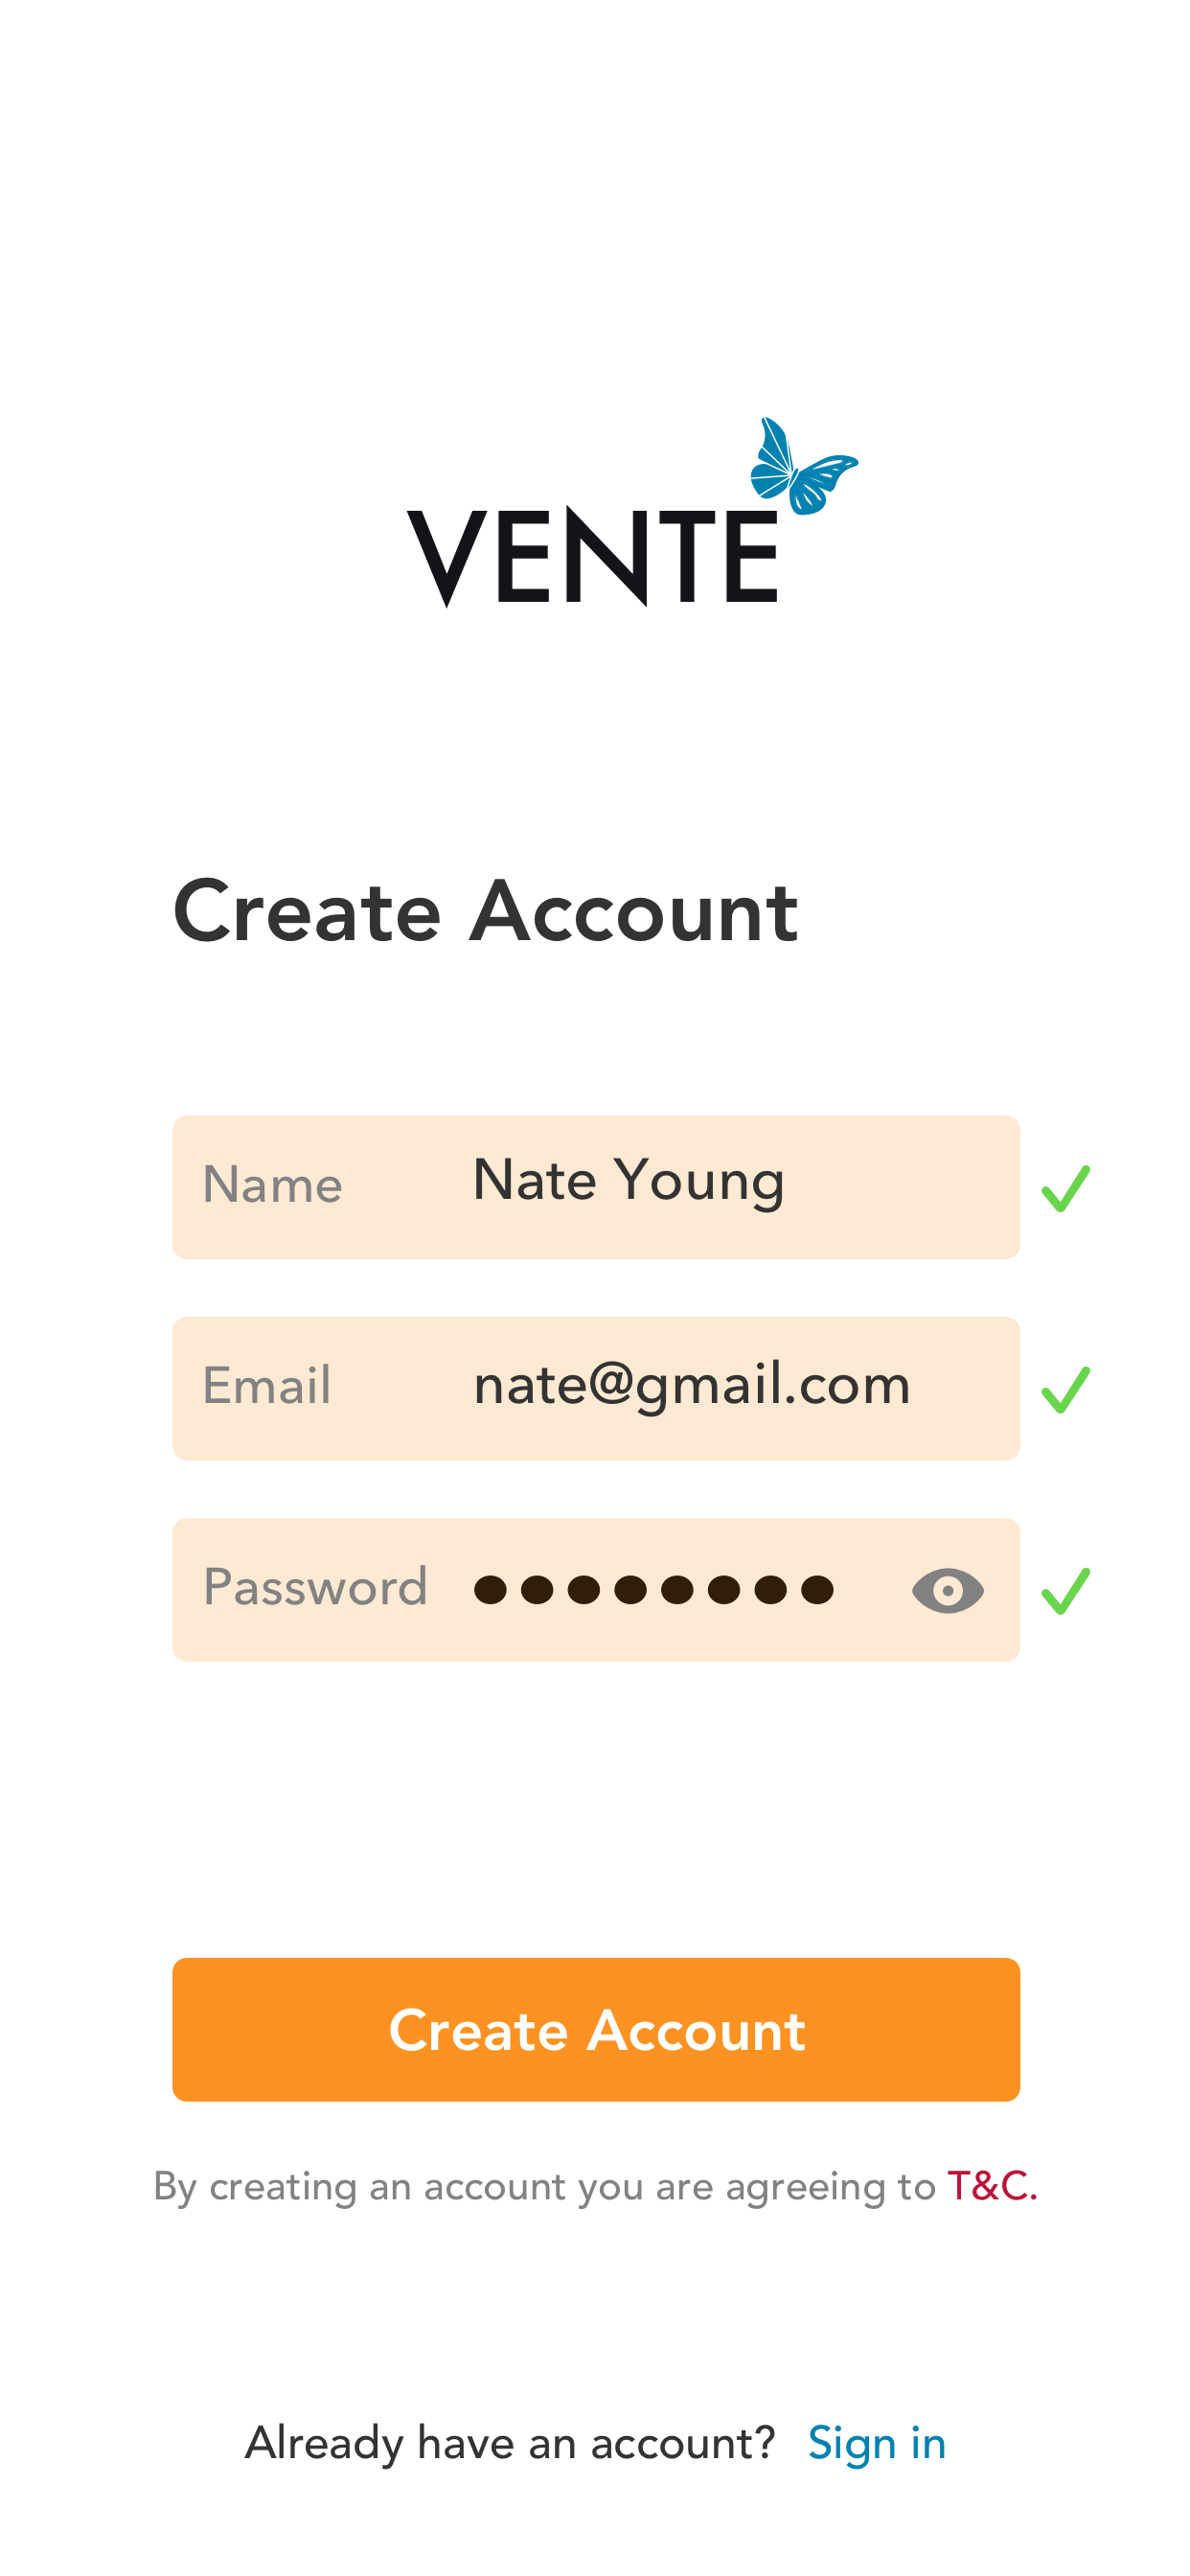 VENTE
Create Account
Name Nate Young
Email nate@gmail.com
Password ●●●●●●●●
Create Account
By creating an account you are agreeing to T&C.
Already have an account? Sign in